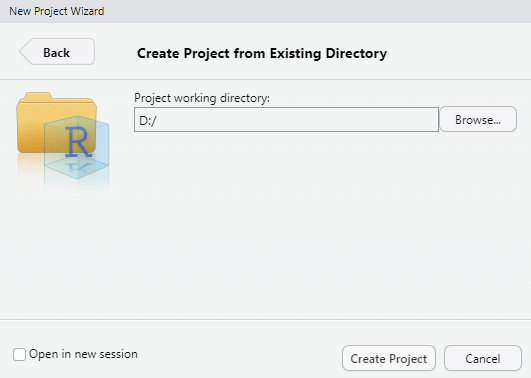 New Project Wizard
Back
Create Project from Existing Directory
R
Project working directory:
D:/
Browse...
Open in new session
Create Project
Cancel